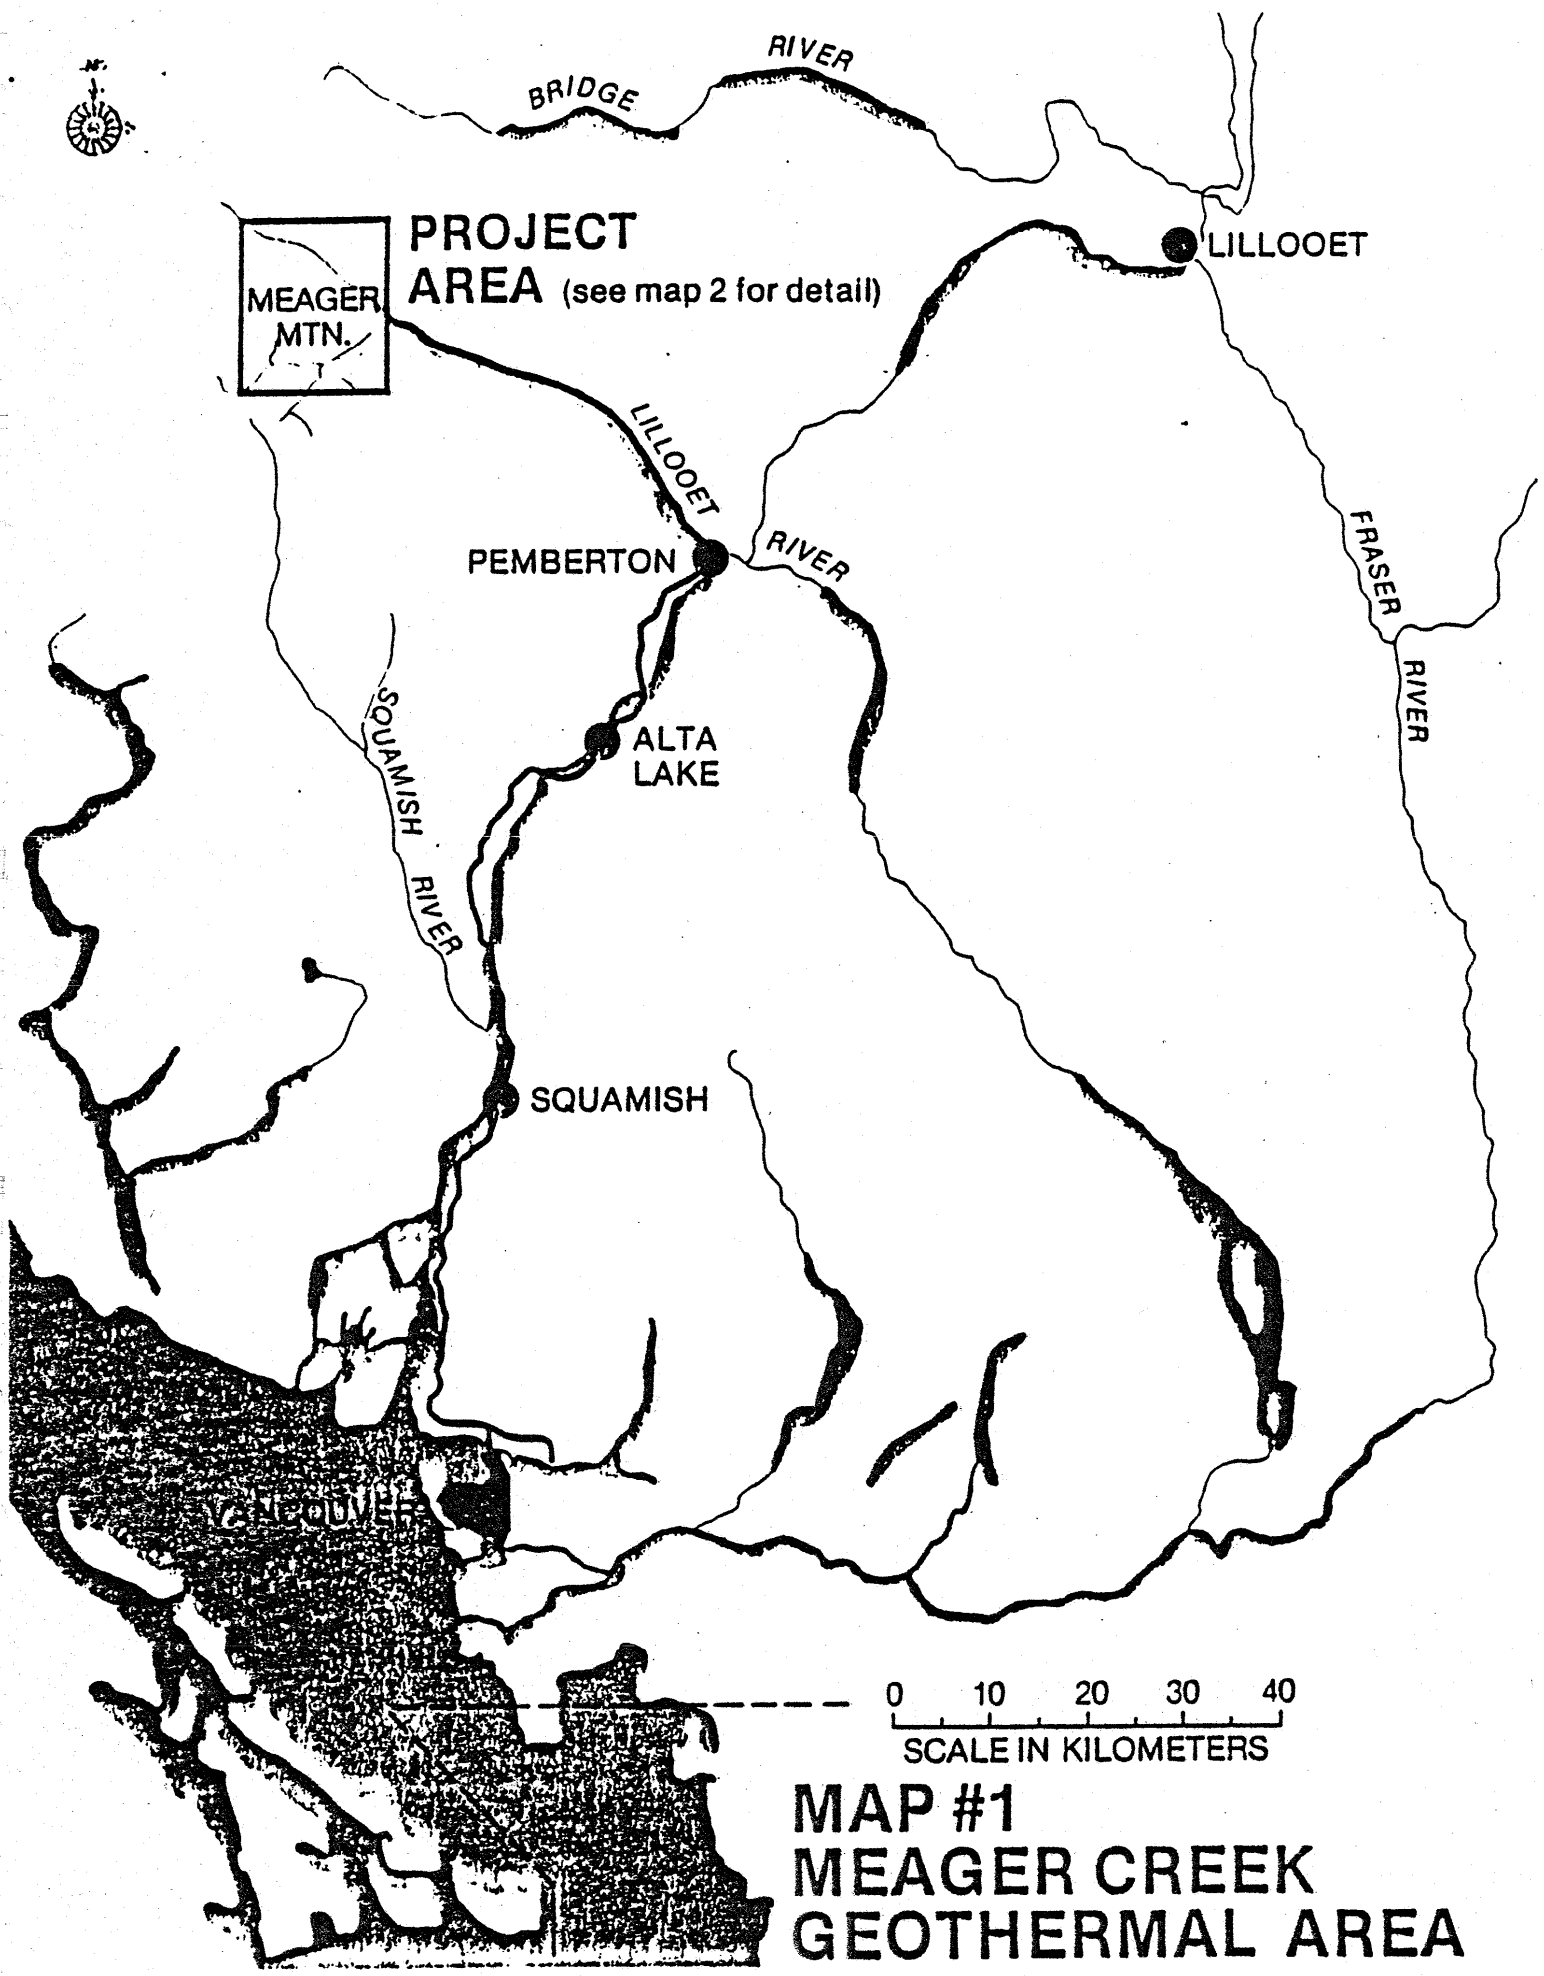 BRIDGE RIVER
N.
LILLOOET
PROJECT
AREA (see map 2 for detail)
MEAGER
MTN.
LILLOOET RIVER
PEMBERTON
FRASER RIVER
SQUAMISH RIVER
ALTA
LAKE
SQUAMISH
VANCOUVER
0 10 20 30 40
SCALE IN KILOMETERS
MAP #1
MEAGER CREEK
GEOTHERMAL AREA